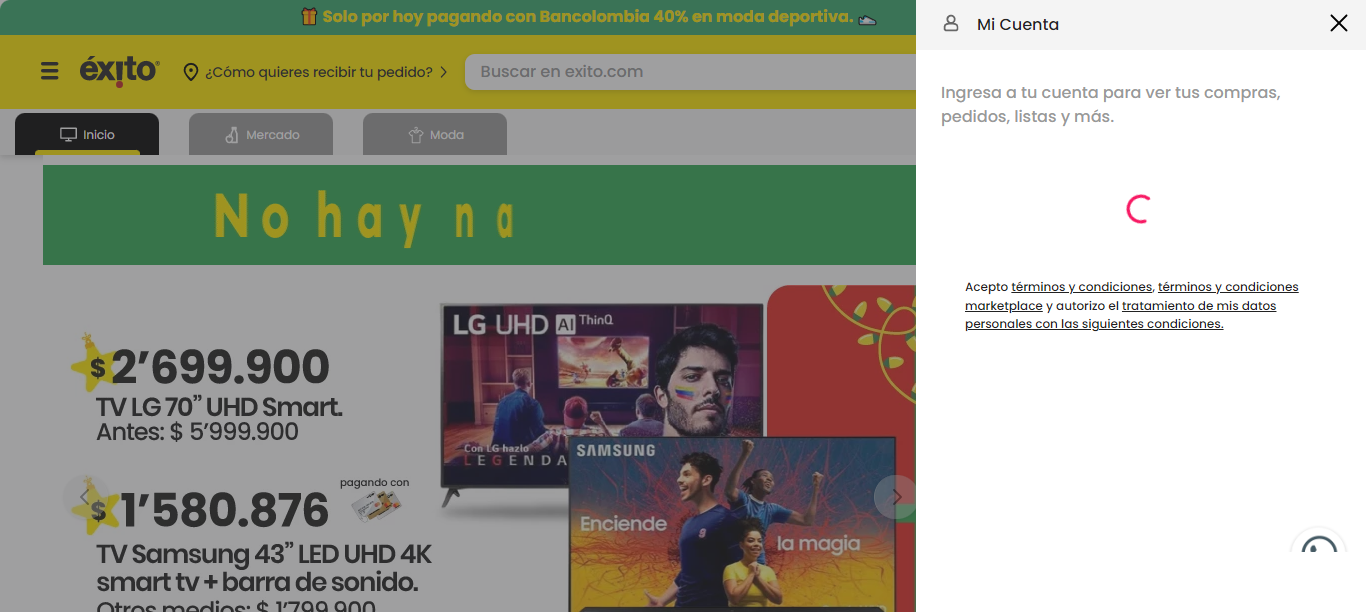 Solo por hoy pagando con Bancolombia 40% en moda deportiva.
éxito
¿Cómo quieres recibir tu pedido?
Buscar en exito.com
Inicio
Mercado
Moda
No hay na
$ 2’699.900
TV LG 70” UHD Smart.
Antes: $ 5’999.900
pagando con
$ 1’580.876
TV Samsung 43” LED UHD 4K
smart tv + barra de sonido.
Otros medios: $ 1’799.900
LG UHD AI ThinQ
Con LG hazlo
LEGENDA
SAMSUNG
Enciende
la magia
Mi Cuenta
Ingresa a tu cuenta para ver tus compras,
pedidos, listas y más.
Acepto términos y condiciones, términos y condiciones
marketplace y autorizo el tratamiento de mis datos
personales con las siguientes condiciones.